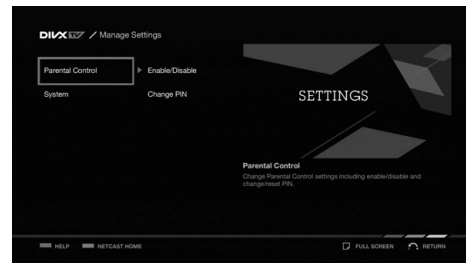 DIVX TV / Manage Settings
Parental Control
Enable/Disable
System
Change PIN
SETTINGS
Parental Control
Change Parental Control settings including enable/disable and
change/reset PIN.
HELP
NETCAST HOME
FULL SCREEN
RETURN